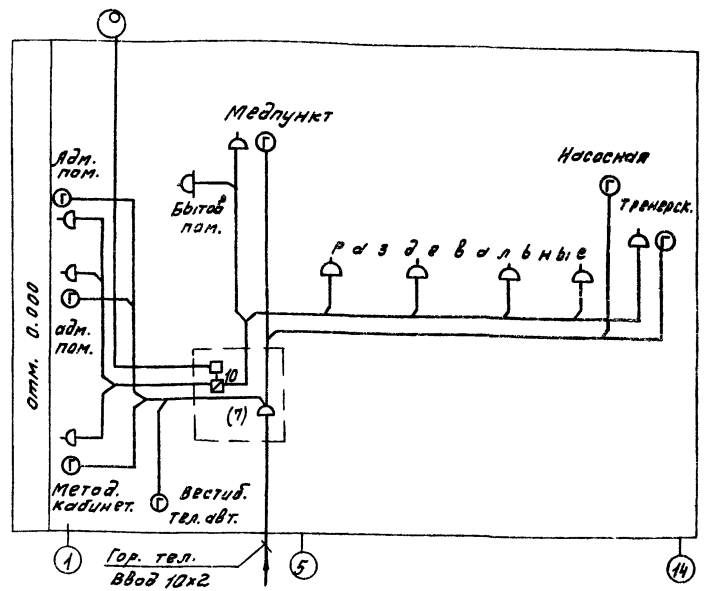 Медпункт
Г
Насосная
Г
Адм.
пом.
Г
Бытов
пом.
Тренерск.
Г
Раздевальные
отм. 0.000
Г
адм.
пом.
10
(7)
Г
Метод.
кабинет.
Г
Вестиб.
тел. авт.
1
Гор. тел.
Ввод 10х2
5
14